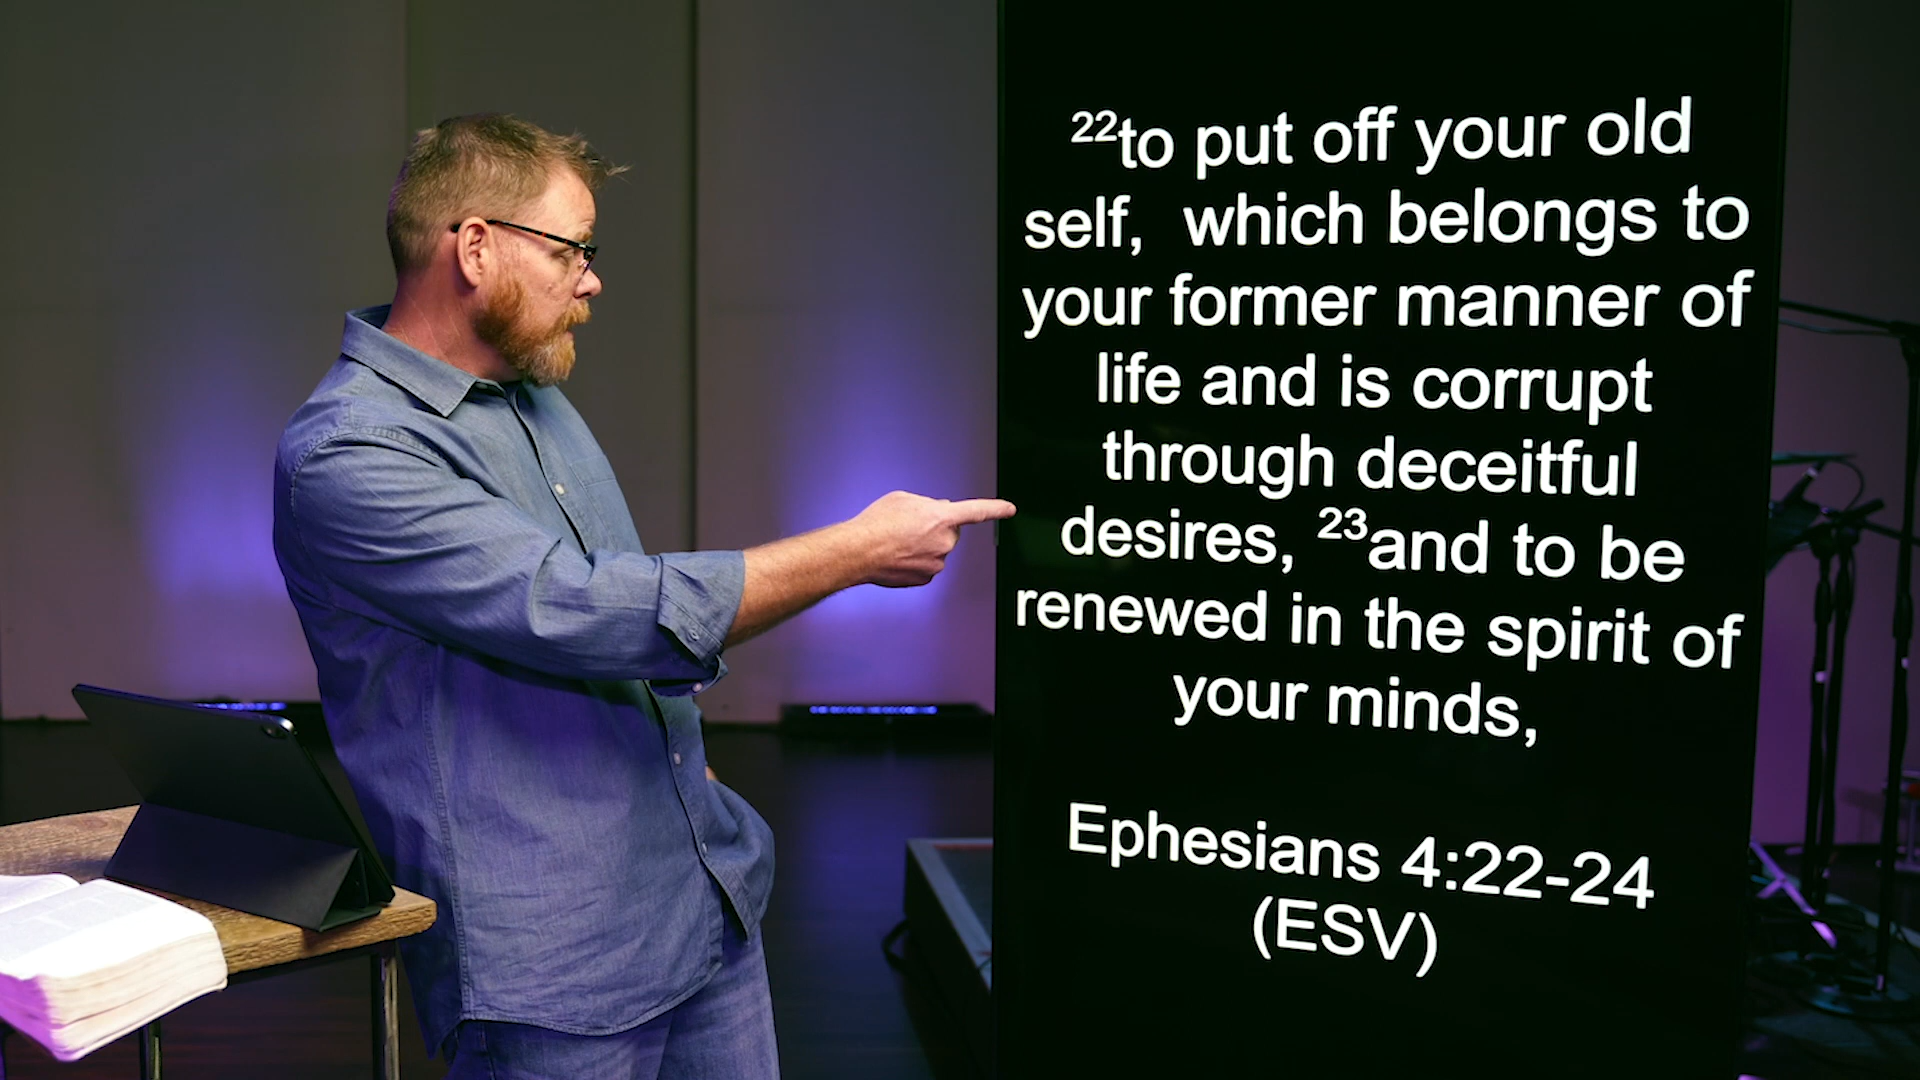 ²²to put off your old
self, which belongs to
your former manner of
life and is corrupt
through deceitful
desires, ²³and to be
renewed in the spirit of
your minds,
Ephesians 4:22-24
(ESV)